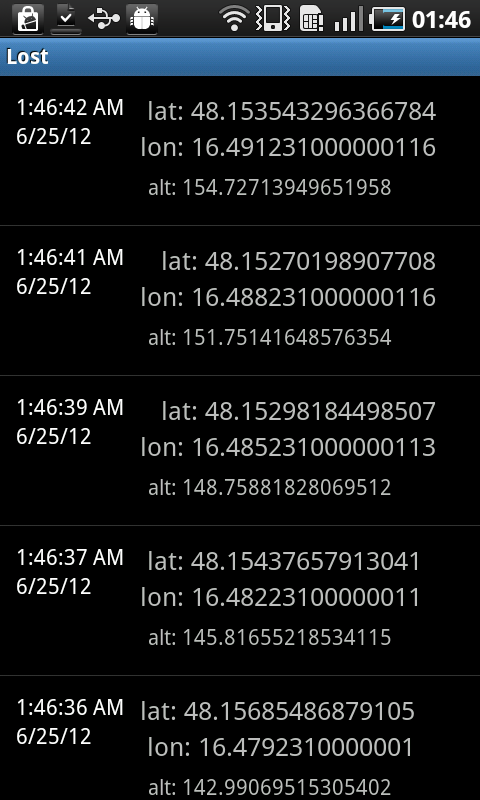 01:46
Lost
1:46:42 AM
6/25/12
lat: 48.153543296366784
lon: 16.491231000000116
alt: 154.72713949651958
1:46:41 AM
6/25/12
lat: 48.15270198907708
lon: 16.488231000000116
alt: 151.75141648576354
1:46:39 AM
6/25/12
lat: 48.15298184498507
lon: 16.485231000000113
alt: 148.75881828069512
1:46:37 AM
6/25/12
lat: 48.15437657913041
lon: 16.48223100000011
alt: 145.81655218534115
1:46:36 AM
6/25/12
lat: 48.15685486879105
lon: 16.4792310000001
alt: 142.99069515305402